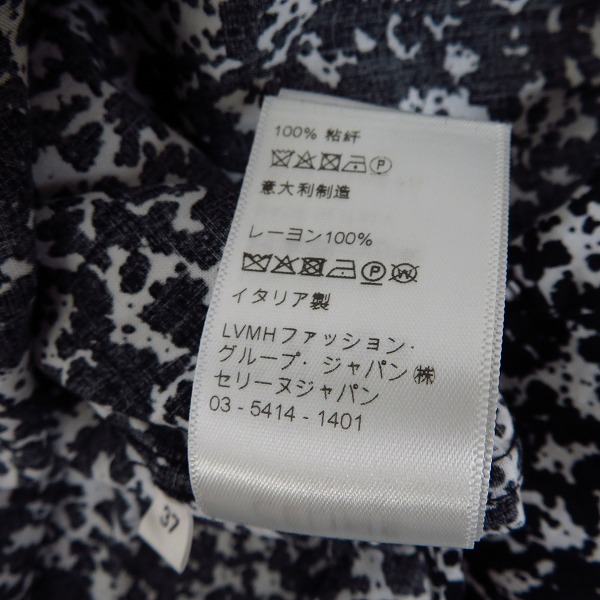 100% 粘纤
P
意大利制造
レーヨン100%
P W
イタリア製
LVMHファッション·
グループ·ジャパン㈱
セリーヌジャパン
03-5414-1401
37